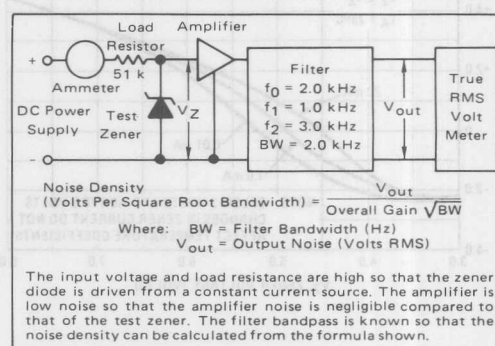 Load
Resistor
51 k
Amplifier
+
Ammeter
DC Power
Supply
Test
Zener
VZ
-
Filter
f0 = 2.0 kHz
f1 = 1.0 kHz
f2 = 3.0 kHz
BW = 2.0 kHz
Vout
True
RMS
Volt
Meter
Noise Density
(Volts Per Square Root Bandwidth) = Vout
Overall Gain √BW
Where: BW = Filter Bandwidth (Hz)
Vout = Output Noise (Volts RMS)
The input voltage and load resistance are high so that the zener
diode is driven from a constant current source. The amplifier is
low noise so that the amplifier noise is negligible compared to
that of the test zener. The filter bandpass is known so that the
noise density can be calculated from the formula shown.